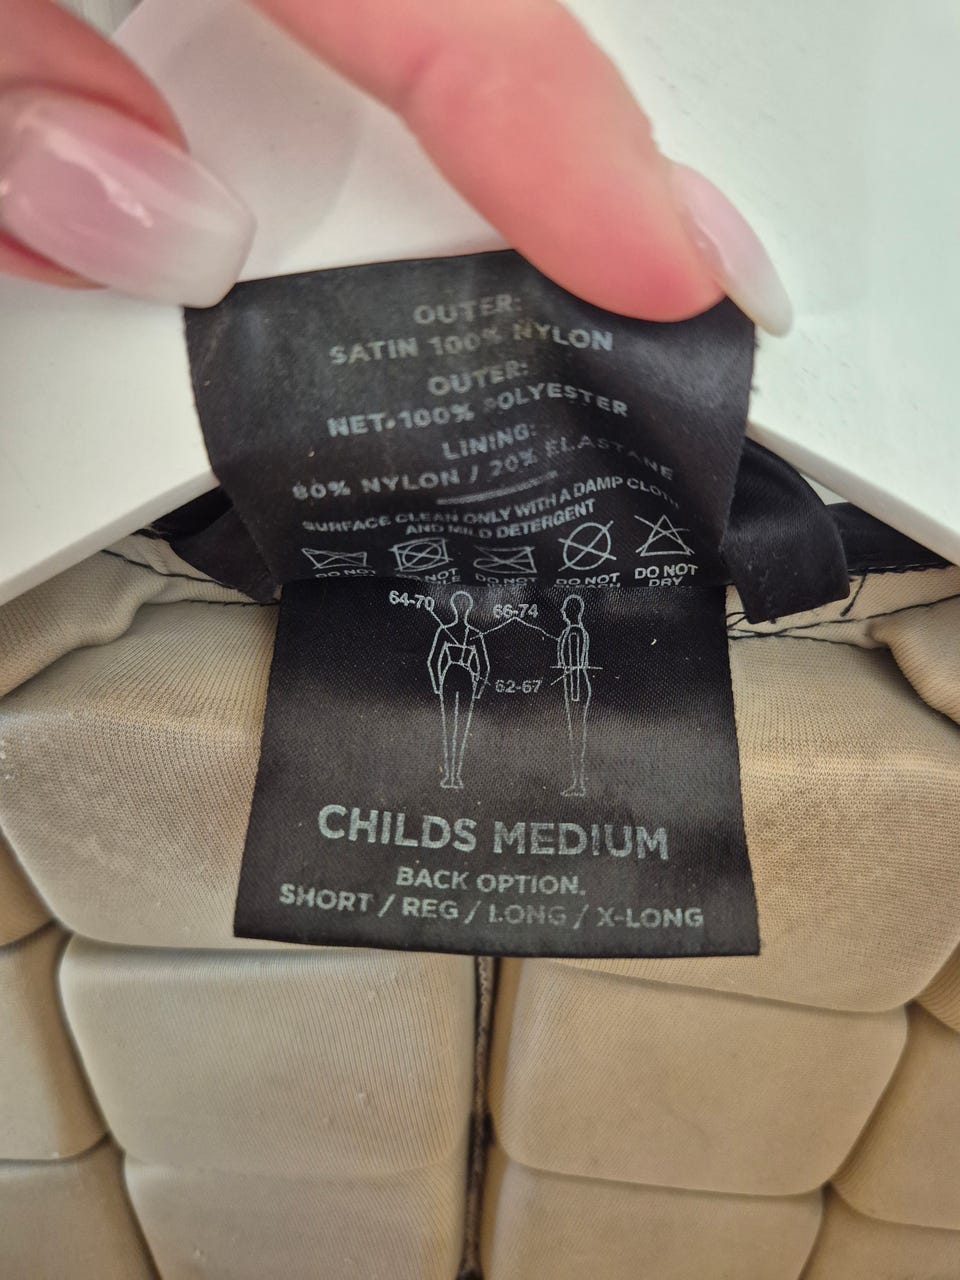 OUTER:
SATIN 100% NYLON
OUTER:
NET. 100% POLYESTER
LINING:
80% NYLON / 20% ELASTANE
SURFACE CLEAN ONLY WITH A DAMP CLOTH
AND MILD DETERGENT
DO NOT
DO NOT
DO NOT
DO NOT
DO NOT
DRY
64-70
66-74
62-67
CHILDS MEDIUM
BACK OPTION.
SHORT / REG / LONG / X-LONG